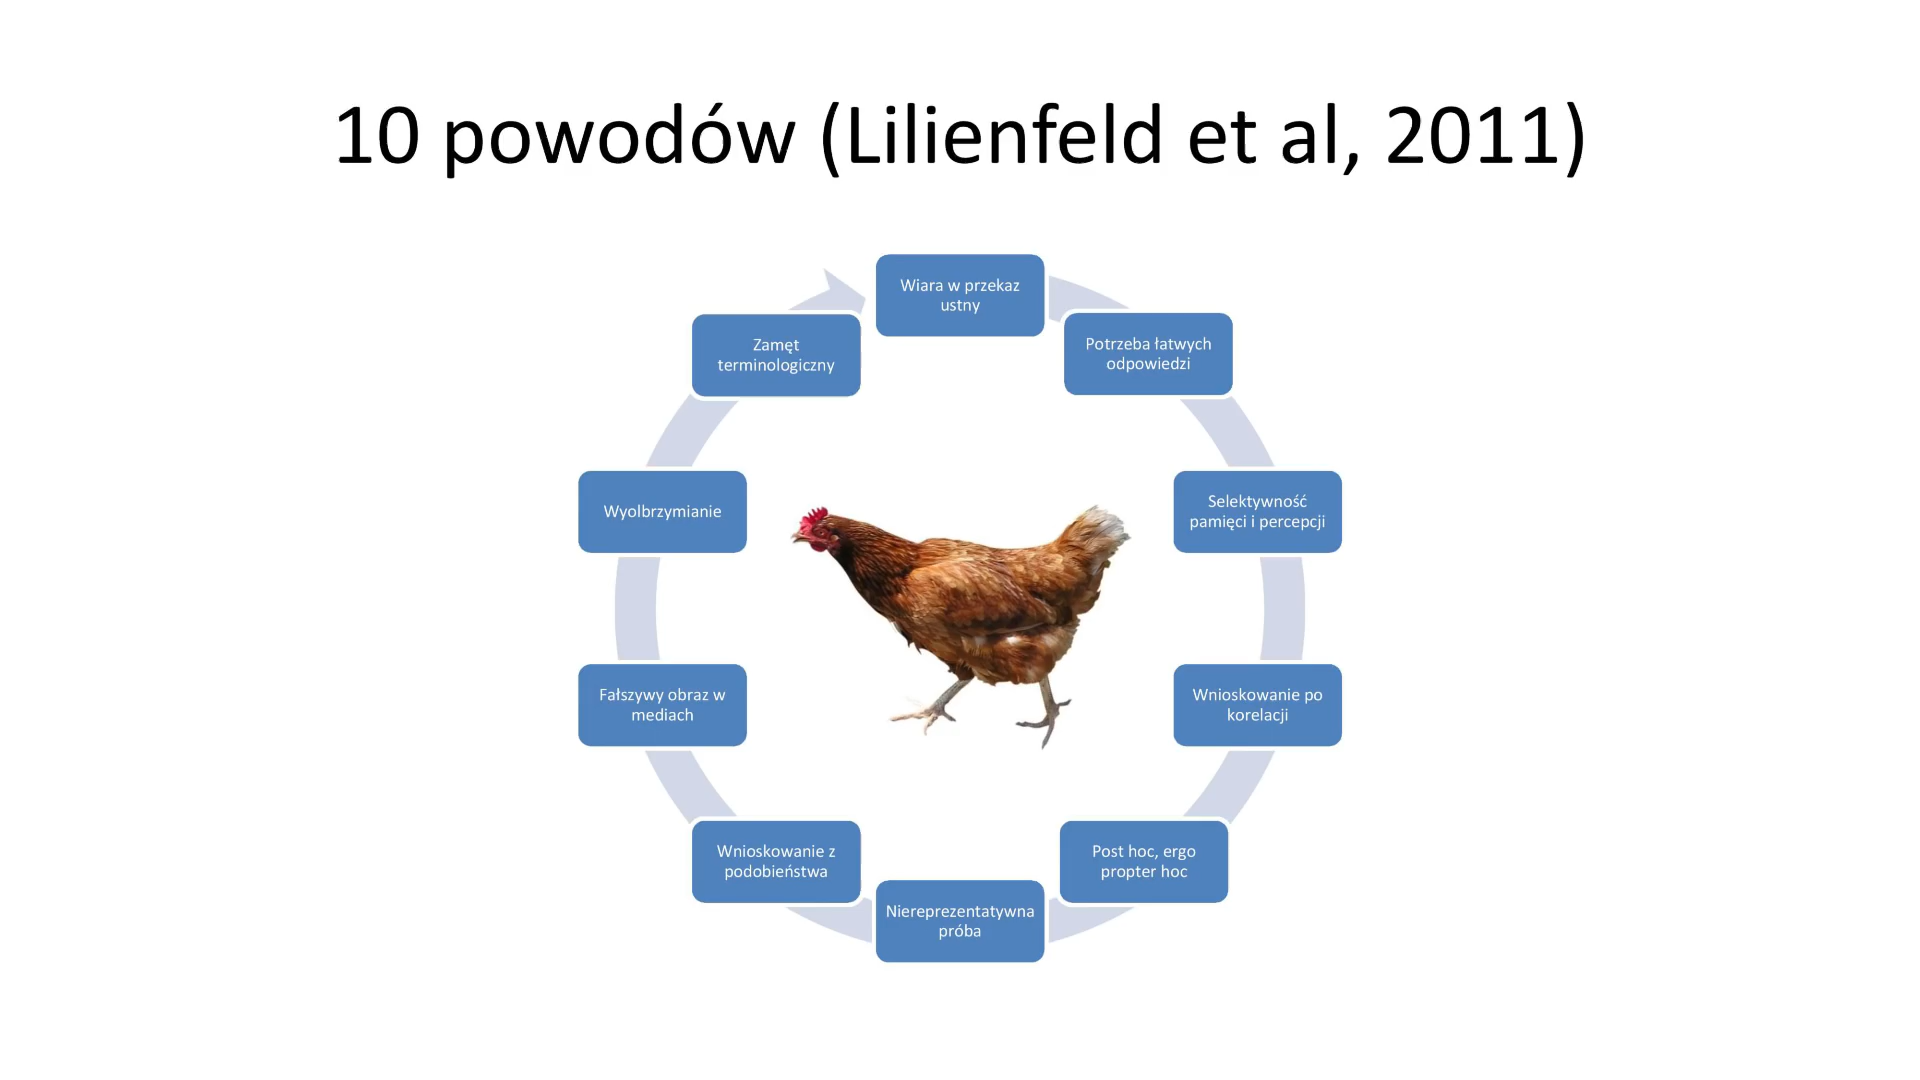 10 powodów (Lilienfeld et al, 2011)
Wiara w przekaz
ustny
Potrzeba łatwych
odpowiedzi
Selektywność
pamięci i percepcji
Wnioskowanie po
korelacji
Post hoc, ergo
propter hoc
Niereprezentatywna
próba
Wnioskowanie z
podobieństwa
Fałszywy obraz w
mediach
Wyolbrzymianie
Zamęt
terminologiczny